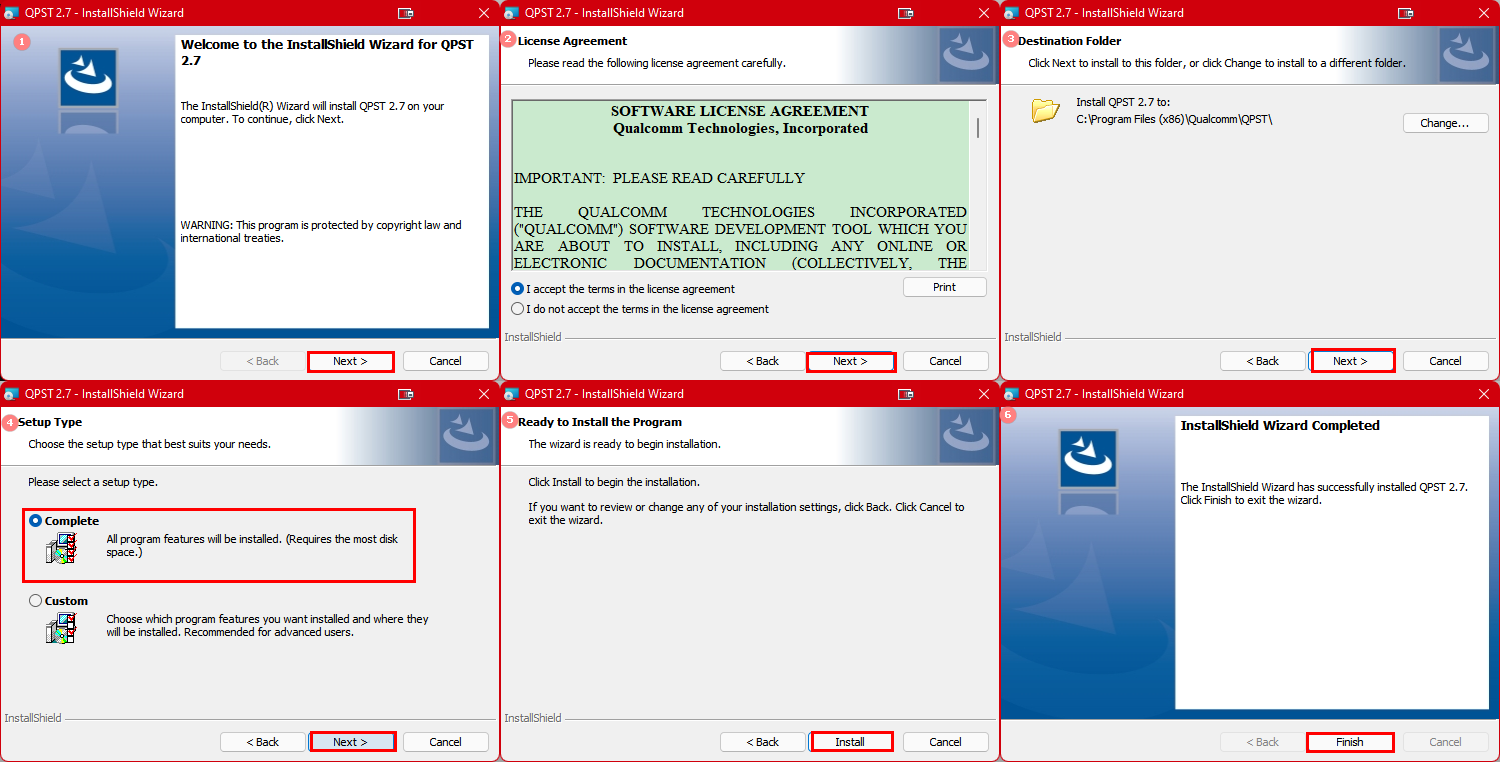 QPST 2.7 - InstallShield Wizard
1
Welcome to the InstallShield Wizard for QPST
2.7
The InstallShield(R) Wizard will install QPST 2.7 on your
computer. To continue, click Next.
WARNING: This program is protected by copyright law and
international treaties.
< Back
Next >
Cancel
QPST 2.7 - InstallShield Wizard
2
License Agreement
Please read the following license agreement carefully.
SOFTWARE LICENSE AGREEMENT
Qualcomm Technologies, Incorporated
IMPORTANT: PLEASE READ CAREFULLY
THE QUALCOMM TECHNOLOGIES INCORPORATED
("QUALCOMM") SOFTWARE DEVELOPMENT TOOL WHICH YOU
ARE ABOUT TO INSTALL, INCLUDING ANY ONLINE OR
ELECTRONIC DOCUMENTATION (COLLECTIVELY, THE
I accept the terms in the license agreement
Print
I do not accept the terms in the license agreement
InstallShield
< Back
Next >
Cancel
QPST 2.7 - InstallShield Wizard
3
Destination Folder
Click Next to install to this folder, or click Change to install to a different folder.
Install QPST 2.7 to:
C:\Program Files (x86)\Qualcomm\QPST\
Change...
InstallShield
< Back
Next >
Cancel
QPST 2.7 - InstallShield Wizard
4
Setup Type
Choose the setup type that best suits your needs.
Please select a setup type.
Complete
All program features will be installed. (Requires the most disk
space.)
Custom
Choose which program features you want installed and where they
will be installed. Recommended for advanced users.
InstallShield
< Back
Next >
Cancel
QPST 2.7 - InstallShield Wizard
5
Ready to Install the Program
The wizard is ready to begin installation.
Click Install to begin the installation.
If you want to review or change any of your installation settings, click Back. Click Cancel to
exit the wizard.
InstallShield
< Back
Install
Cancel
QPST 2.7 - InstallShield Wizard
6
InstallShield Wizard Completed
The InstallShield Wizard has successfully installed QPST 2.7.
Click Finish to exit the wizard.
< Back
Finish
Cancel